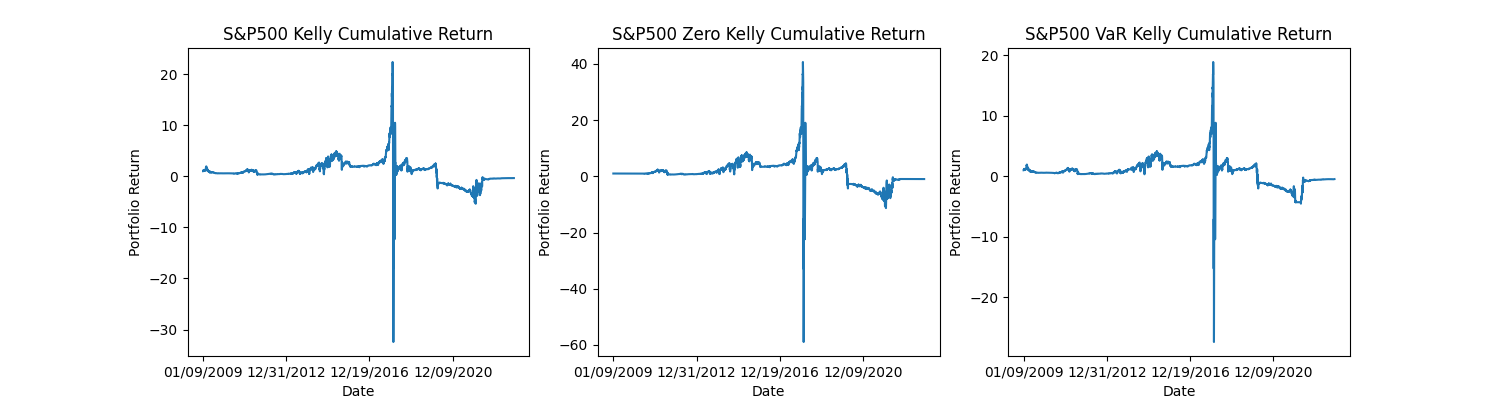 S&P500 Kelly Cumulative Return
20
10
0
−10
−20
−30
Portfolio Return
01/09/2009 12/31/2012 12/19/2016 12/09/2020
Date
S&P500 Zero Kelly Cumulative Return
40
20
0
−20
−40
−60
Portfolio Return
01/09/2009 12/31/2012 12/19/2016 12/09/2020
Date
S&P500 VaR Kelly Cumulative Return
20
10
0
−10
−20
Portfolio Return
01/09/2009 12/31/2012 12/19/2016 12/09/2020
Date